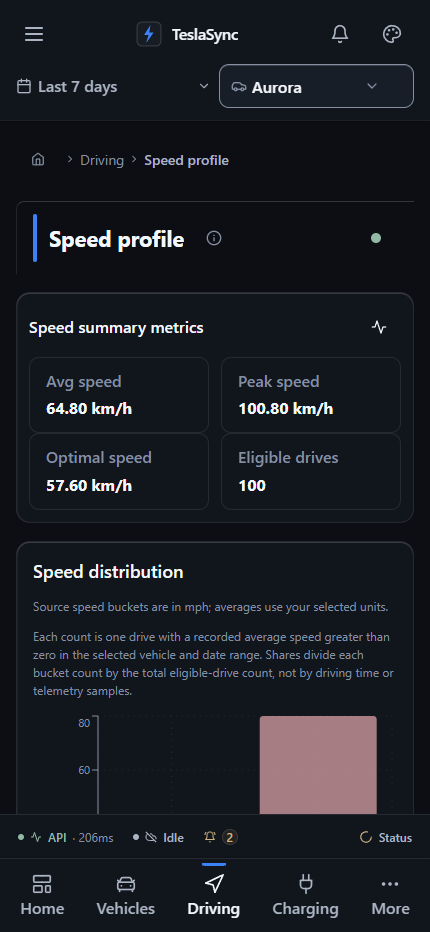 TeslaSync
Last 7 days
Aurora
Driving
Speed profile
Speed profile
Speed summary metrics
Avg speed
64.80 km/h
Peak speed
100.80 km/h
Optimal speed
57.60 km/h
Eligible drives
100
Speed distribution
Source speed buckets are in mph; averages use your selected units.
Each count is one drive with a recorded average speed greater than
zero in the selected vehicle and date range. Shares divide each
bucket count by the total eligible-drive count, not by driving time or
telemetry samples.
80
60
API · 206ms
Idle
2
Status
Home
Vehicles
Driving
Charging
More